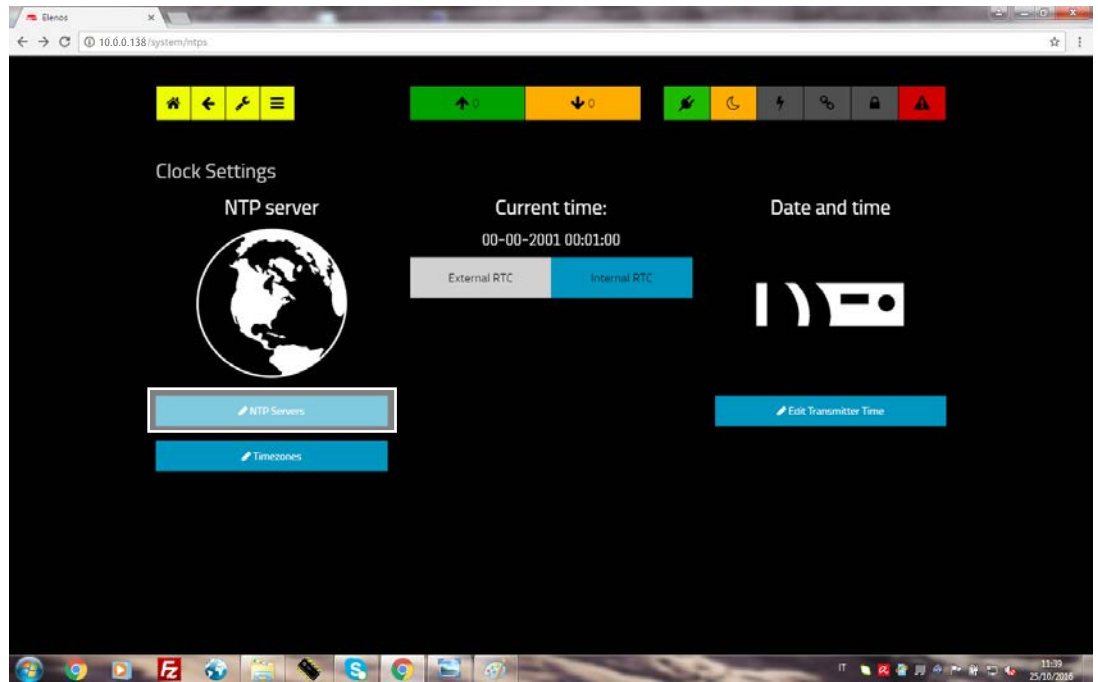 Elenos
10.0.0.138/system/ntps
0
0
Clock Settings
NTP server
Current time:
Date and time
00-00-2001 00:01:00
External RTC
Internal RTC
NTP Servers
Edit Transmitter Time
Timezones
IT
11:39
25/10/2016